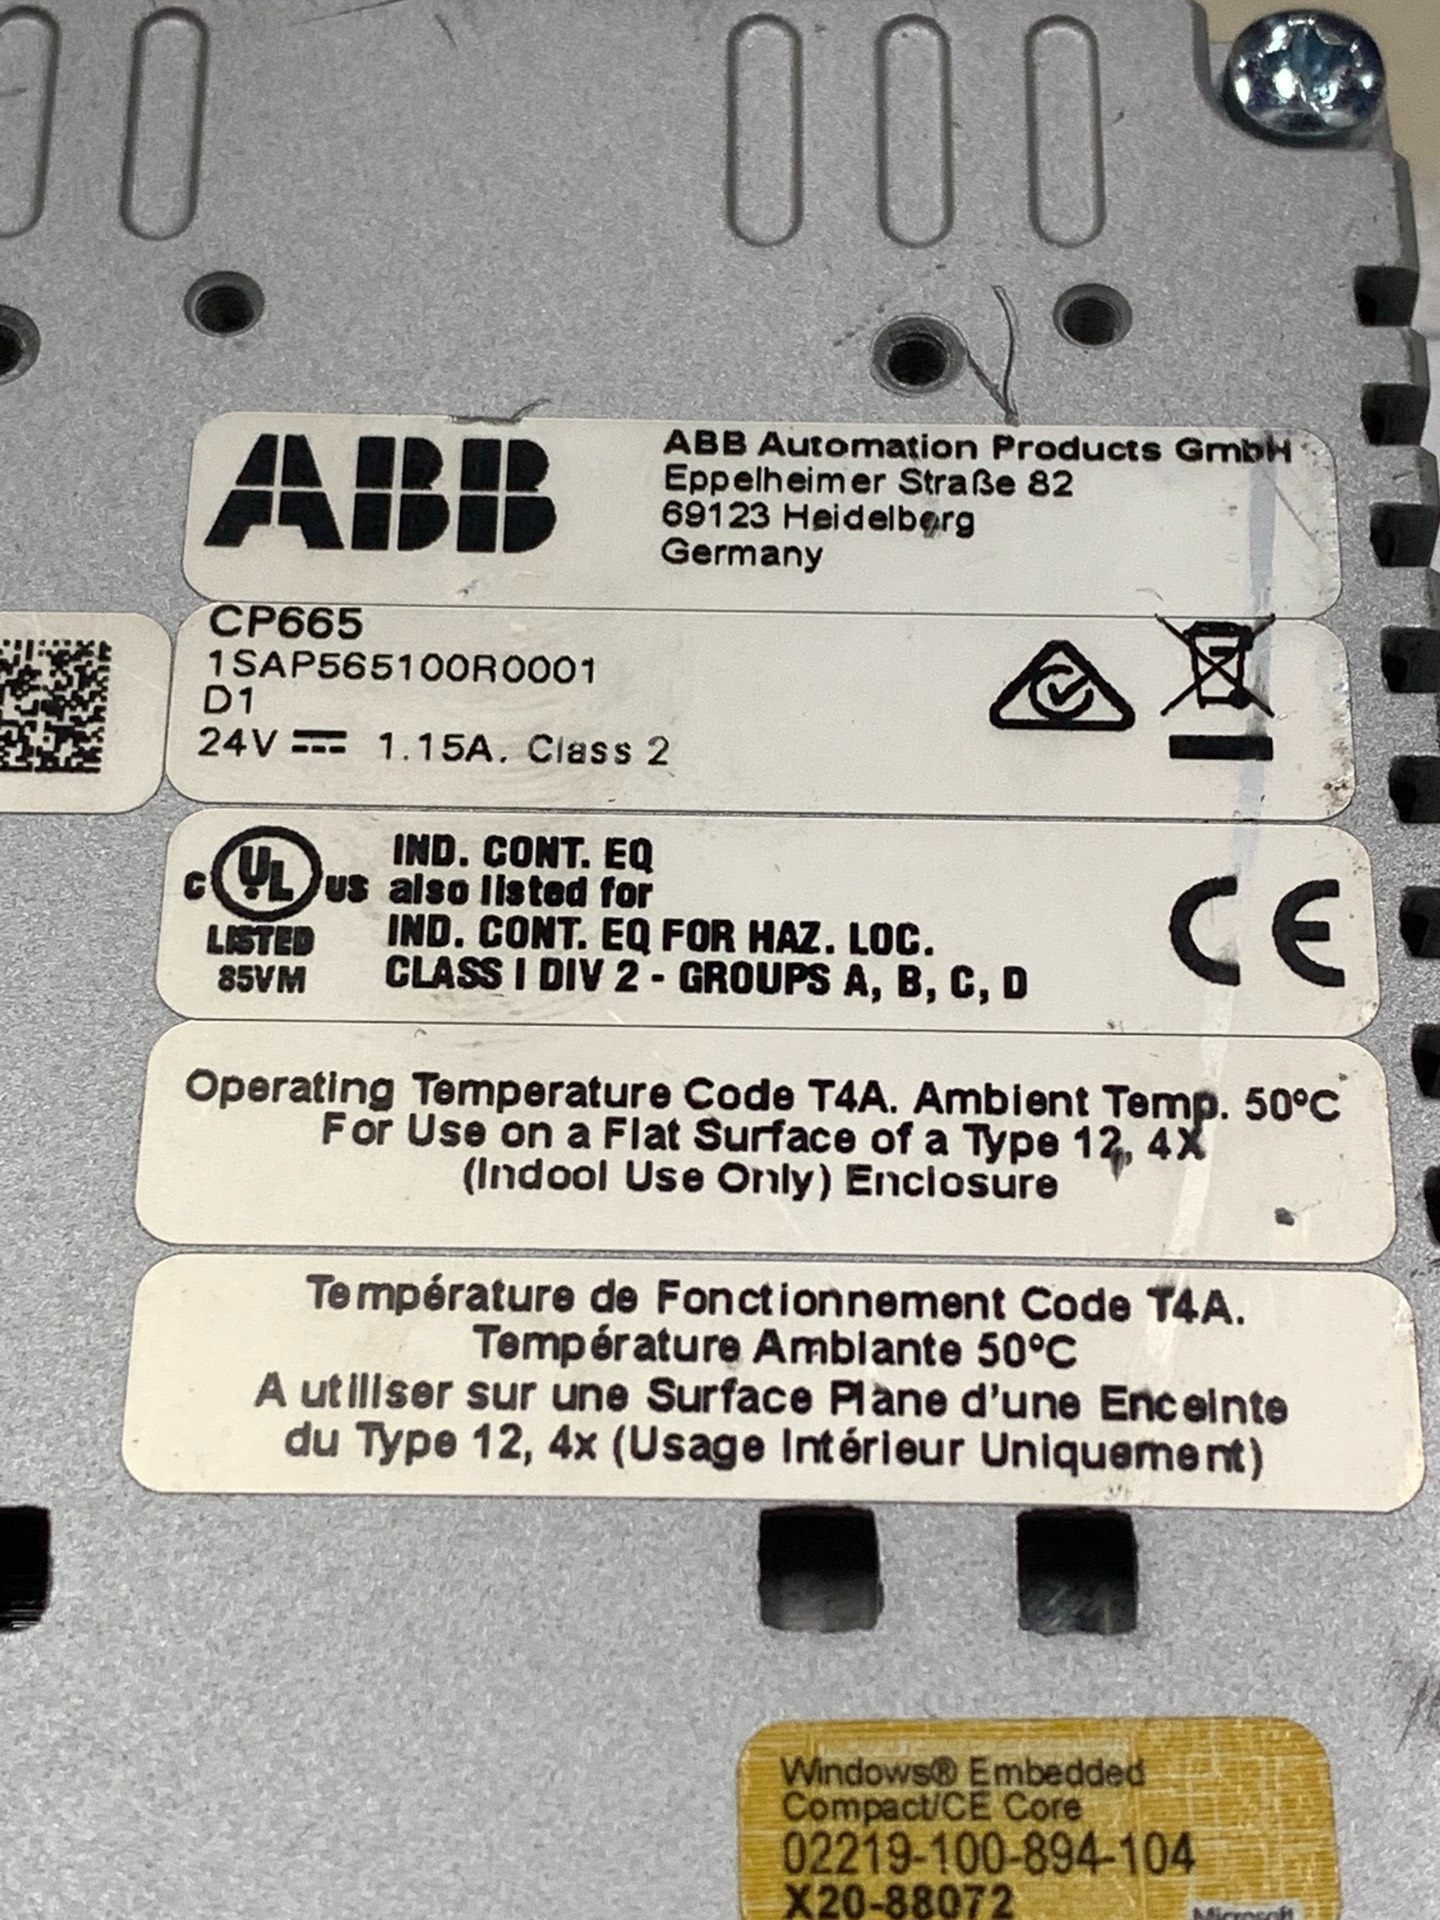 ABB
ABB Automation Products GmbH
Eppelheimer Straße 82
69123 Heidelberg
Germany
CP665
1SAP565100R0001
D1
24V 1.15A. Class 2
C UL US
LISTED
85VM
IND. CONT. EQ
also listed for
IND. CONT. EQ FOR HAZ. LOC.
CLASS I DIV 2 - GROUPS A, B, C, D
CE
Operating Temperature Code T4A. Ambient Temp. 50°C
For Use on a Flat Surface of a Type 12, 4X
(Indool Use Only) Enclosure
Température de Fonctionnement Code T4A.
Température Ambiante 50°C
A utiliser sur une Surface Plane d'une Enceinte
du Type 12, 4x (Usage Intérieur Uniquement)
Windows® Embedded
Compact/CE Core
02219-100-894-104
X20-88072
Microsoft